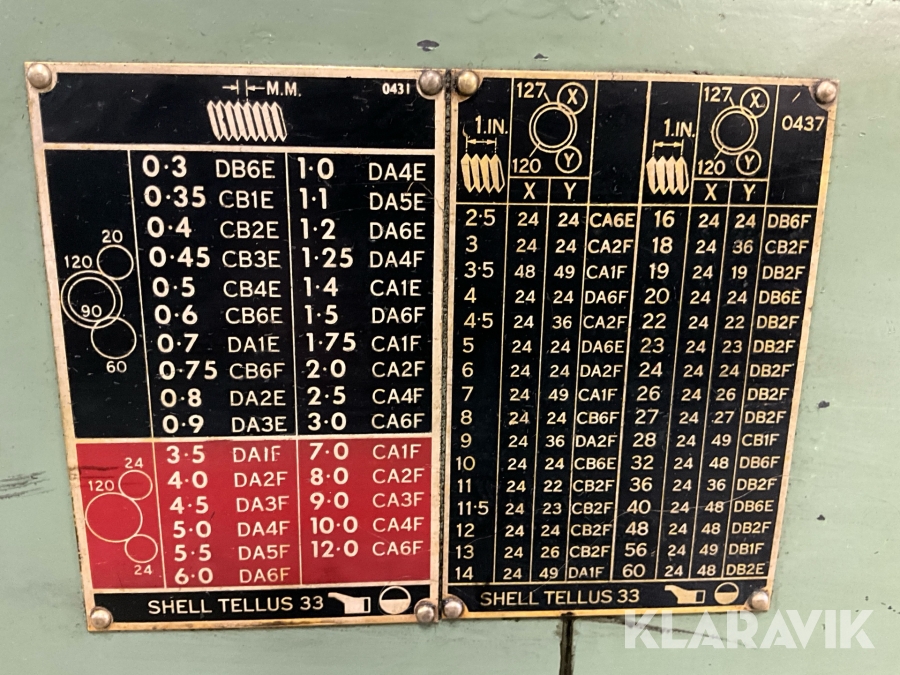 M.M. 0431
0.3 DB6E 1.0 DA4E
0.35 CB1E 1.1 DA5E
0.4 CB2E 1.2 DA6E
0.45 CB3E 1.25 DA4F
0.5 CB4E 1.4 CA1E
0.6 CB6E 1.5 DA6F
0.7 DA1E 1.75 CA1F
0.75 CB6F 2.0 CA2F
0.8 DA2E 2.5 CA4F
0.9 DA3E 3.0 CA6F
20
120
90
60
3.5 DA1F 7.0 CA1F
4.0 DA2F 8.0 CA2F
4.5 DA3F 9.0 CA3F
5.0 DA4F 10.0 CA4F
5.5 DA5F 12.0 CA6F
6.0 DA6F
24
120
24
SHELL TELLUS 33
127 X 127 X
1.IN. 1.IN. 0437
120 Y 120 Y
X Y X Y
2.5 24 24 CA6E 16 24 24 DB6F
3 24 24 CA2F 18 24 36 CB2F
3.5 48 49 CA1F 19 24 19 DB2F
4 24 24 DA6F 20 24 24 DB6E
4.5 24 36 CA2F 22 24 22 DB2F
5 24 24 DA6E 23 24 23 DB2F
6 24 24 DA2F 24 24 24 DB2F
7 24 49 CA1F 26 24 26 DB2F
8 24 24 CB6F 27 24 27 DB2F
9 24 36 DA2F 28 24 49 CB1F
10 24 24 CB6E 32 24 48 DB6F
11 24 22 CB2F 36 24 36 DB2F
11.5 24 23 CB2F 40 24 48 DB6E
12 24 24 CB2F 48 24 48 DB2F
13 24 26 CB2F 56 24 49 DB1F
14 24 49 DA1F 60 24 48 DB2E
SHELL TELLUS 33
KLARAVIK